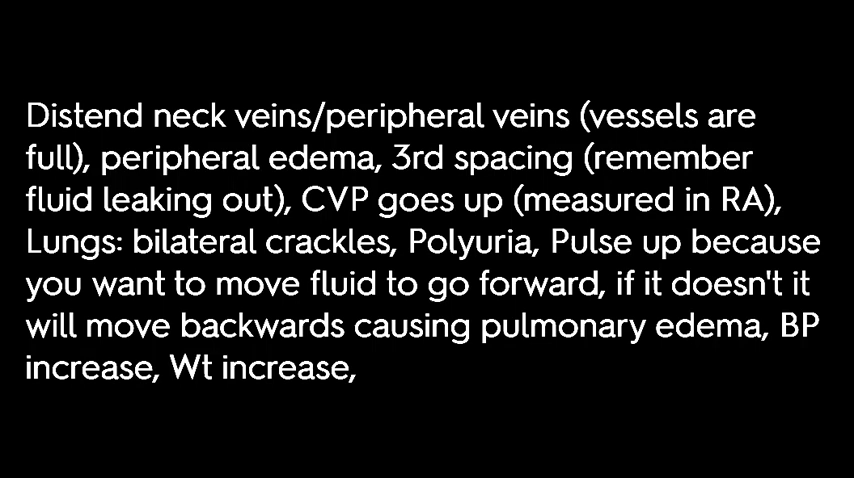 Distend neck veins/peripheral veins (vessels are
full), peripheral edema, 3rd spacing (remember
fluid leaking out), CVP goes up (measured in RA),
Lungs: bilateral crackles, Polyuria, Pulse up because
you want to move fluid to go forward, if it doesn't it
will move backwards causing pulmonary edema, BP
increase, Wt increase,